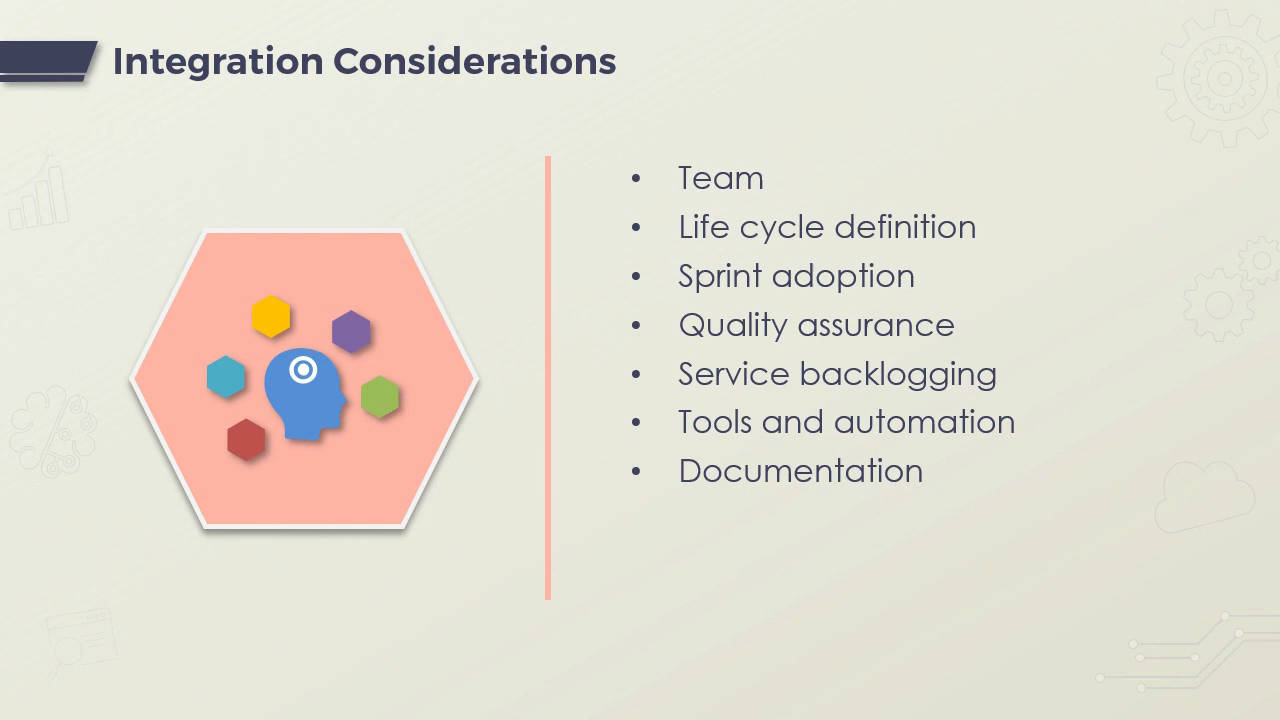 Integration Considerations
• Team
• Life cycle definition
• Sprint adoption
• Quality assurance
• Service backlogging
• Tools and automation
• Documentation